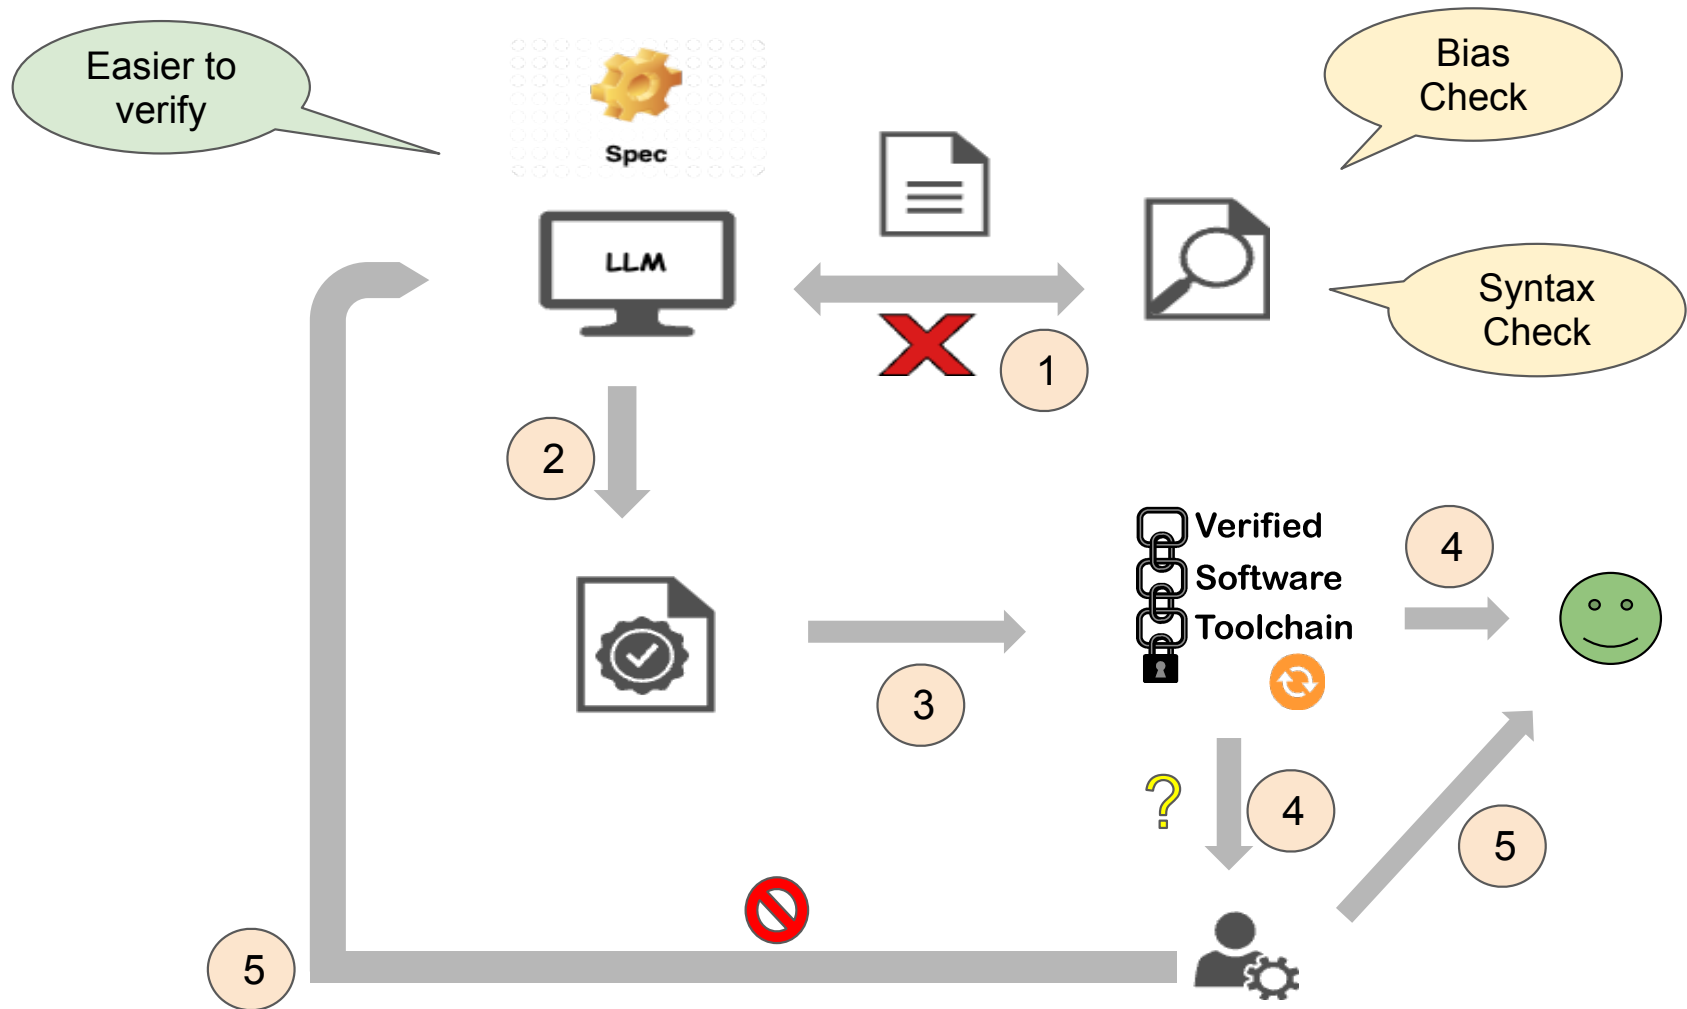 Easier to
verify
Spec
Bias
Check
LLM
Syntax
Check
1
2
Verified
Software
Toolchain
4
3
?
4
5
5